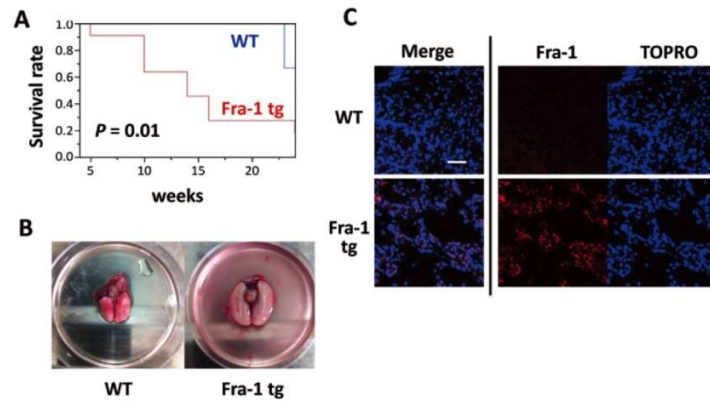 A
1.0
0.8
0.6
0.4
0.2
0.0
Survival rate
WT
Fra-1 tg
P = 0.01
5 10 15 20
weeks
B
WT Fra-1 tg
C
Merge Fra-1 TOPRO
WT
Fra-1
tg